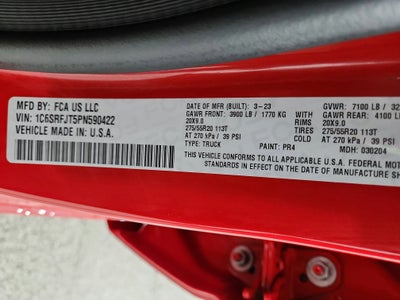 MFD BY: FCA US LLC
VIN: 1C6SRFJT5PN590422
VEHICLE MADE IN U.S.A.
DATE OF MFR (BUILT): 3-23
GAWR FRONT: 3900 LB / 1770 KG
20X9.0
275/55R20 113T
AT 270 kPa / 39 PSI
TYPE: TRUCK
PAINT: PR4
GVWR: 7100 LB / 32
GAWR REAR: 4100 L
WITH TIRES RIMS
20X9.0
275/55R20 113T
AT 270 kPa / 39 PSI
MDH: 030204
THIS VEHICLE CONFORMS TO ALL APPLICABLE U.S.A. FEDERAL MOTOR
STANDARDS IN EFFECT ON THE DATE OF MANUFACTURE SH